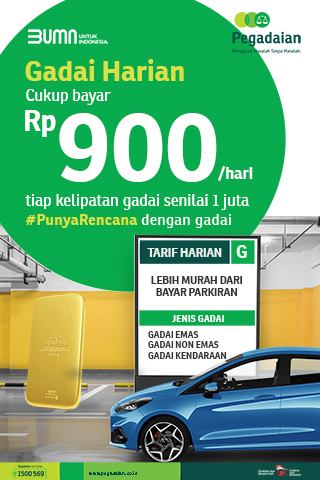 BUMN UNTUK INDONESIA
Pegadaian
Mengatasi Masalah Tanpa Masalah
Gadai Harian
Cukup bayar
Rp 900 /hari
tiap kelipatan gadai senilai 1 juta
#PunyaRencana dengan gadai
TARIF HARIAN G
LEBIH MURAH DARI
BAYAR PARKIRAN
JENIS GADAI
GADAI EMAS
GADAI NON EMAS
GADAI KENDARAAN
1500 569
www.pegadaian.co.id